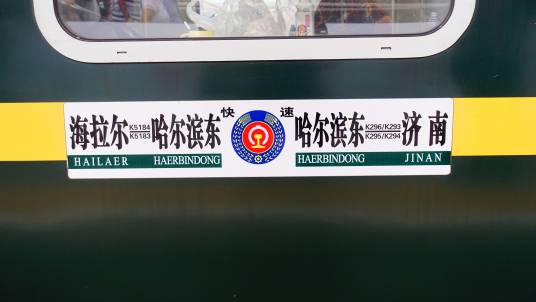 快 速
海拉尔 K5184 哈尔滨东 哈尔滨东 K296/K293 济南
K5183 K295/K294
HAILAER HAERBINDONG HAERBINDONG JINAN